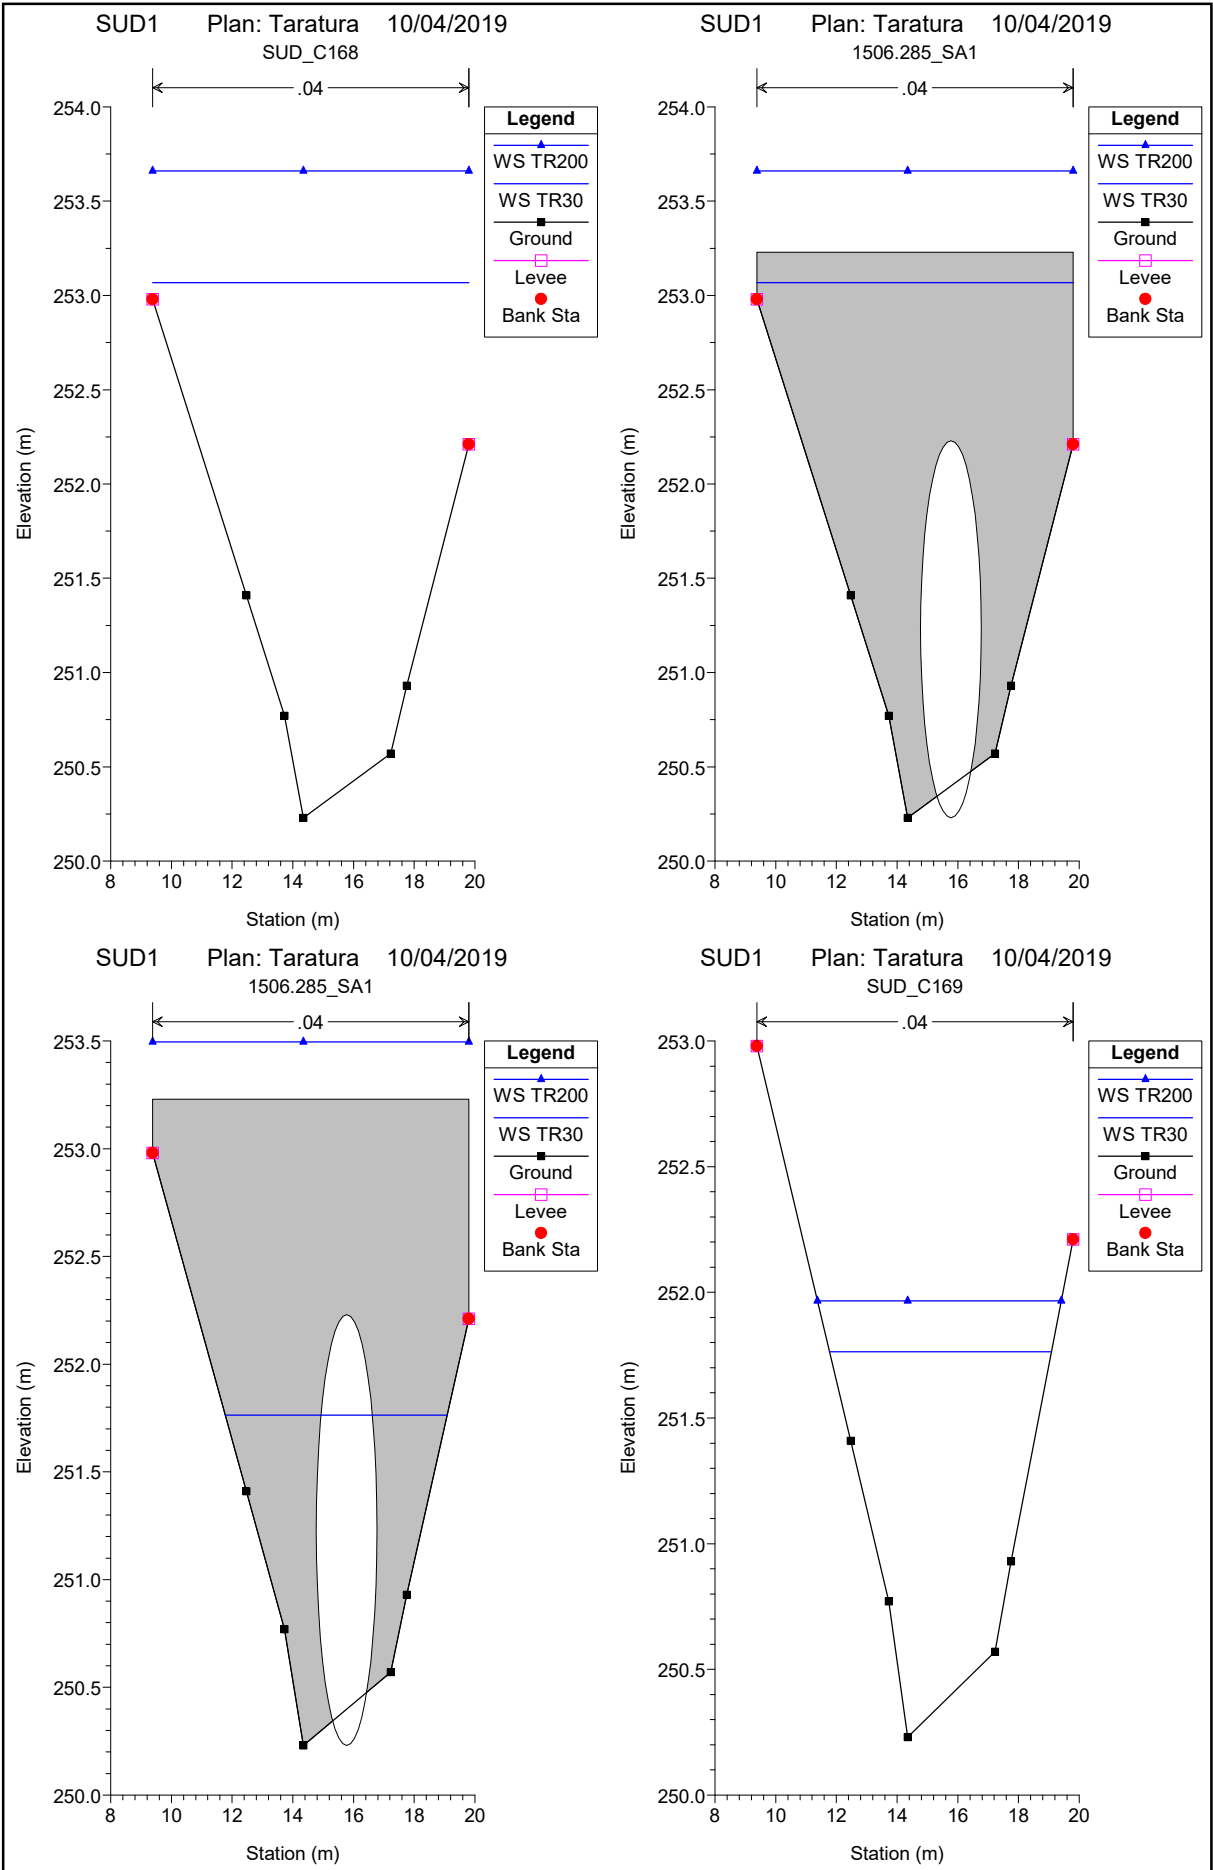 SUD1 Plan: Taratura 10/04/2019
SUD_C168
.04
Legend
WS TR200
WS TR30
Ground
Levee
Bank Sta
254.0
253.5
253.0
252.5
252.0
251.5
251.0
250.5
250.0
8 10 12 14 16 18 20
Elevation (m)
Station (m)
SUD1 Plan: Taratura 10/04/2019
1506.285_SA1
.04
Legend
WS TR200
WS TR30
Ground
Levee
Bank Sta
254.0
253.5
253.0
252.5
252.0
251.5
251.0
250.5
250.0
8 10 12 14 16 18 20
Elevation (m)
Station (m)
SUD1 Plan: Taratura 10/04/2019
1506.285_SA1
.04
Legend
WS TR200
WS TR30
Ground
Levee
Bank Sta
253.5
253.0
252.5
252.0
251.5
251.0
250.5
250.0
8 10 12 14 16 18 20
Elevation (m)
Station (m)
SUD1 Plan: Taratura 10/04/2019
SUD_C169
.04
Legend
WS TR200
WS TR30
Ground
Levee
Bank Sta
253.0
252.5
252.0
251.5
251.0
250.5
250.0
8 10 12 14 16 18 20
Elevation (m)
Station (m)